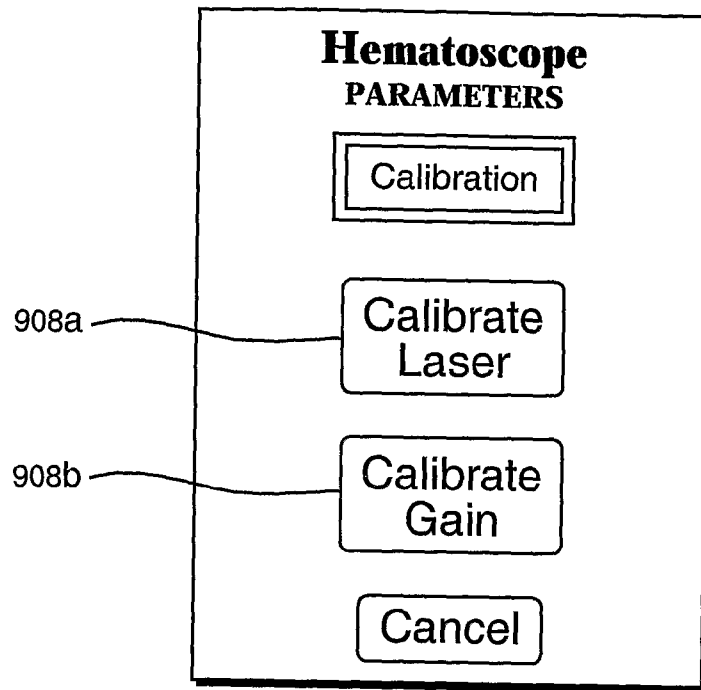 Hematoscope
PARAMETERS
Calibration
908a
Calibrate
Laser
908b
Calibrate
Gain
Cancel